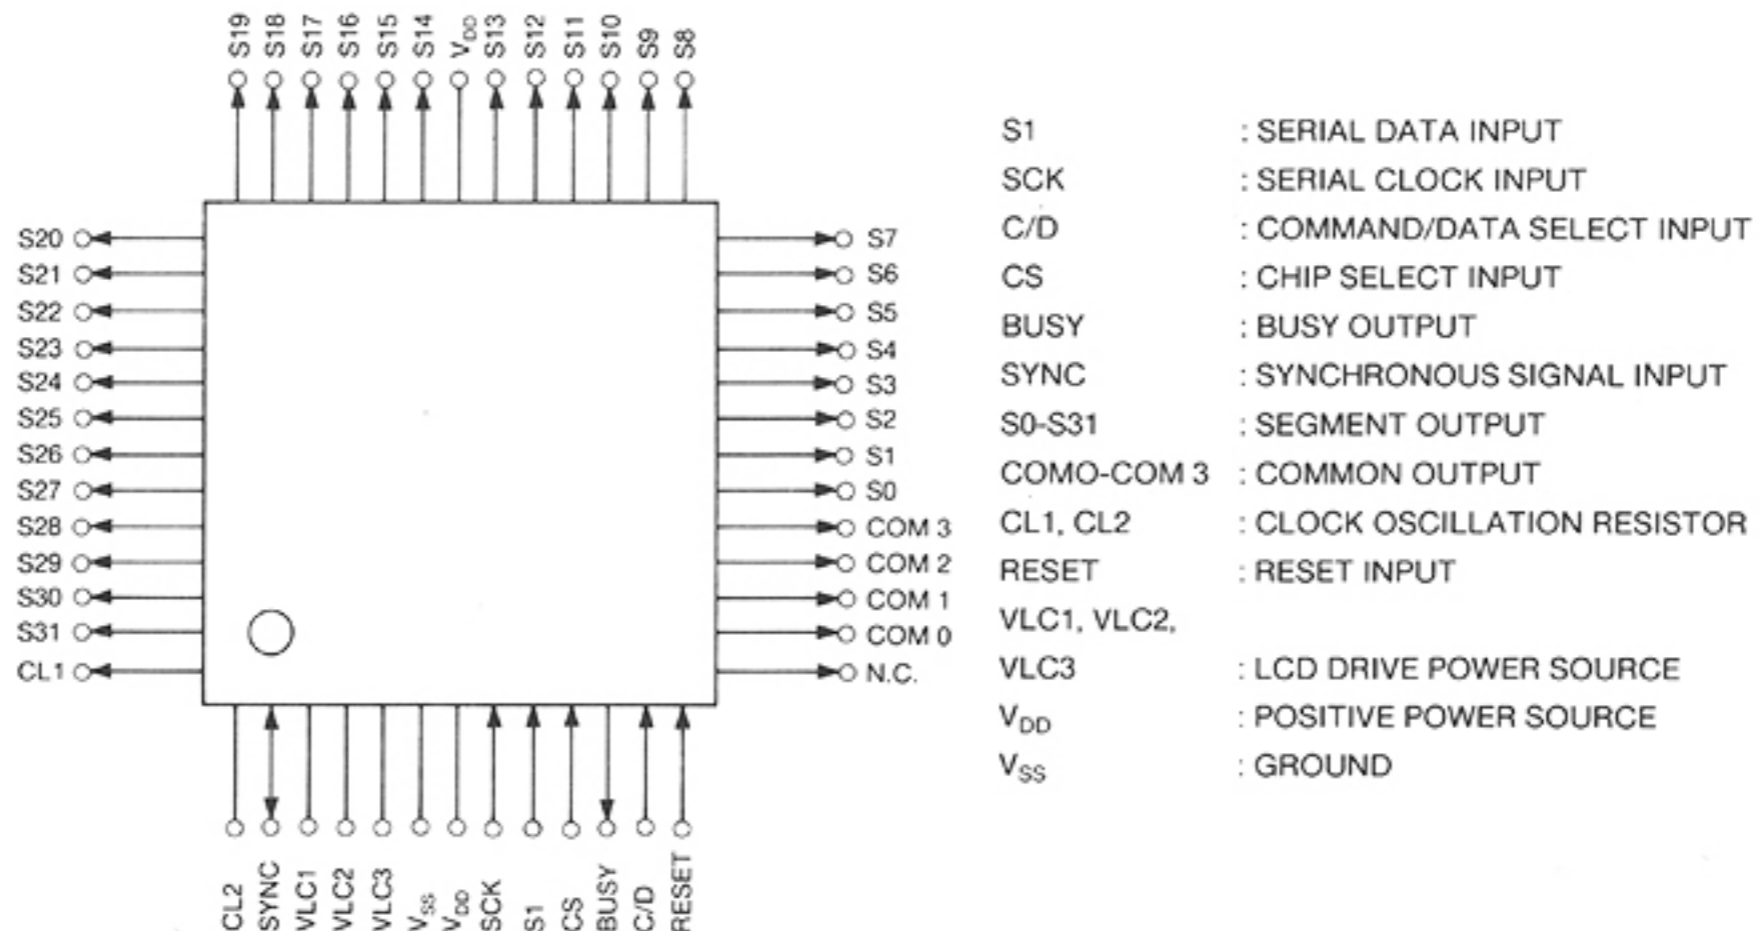 S19
S18
S17
S16
S15
S14
VDD
S13
S12
S11
S10
S9
S8
S20
S21
S22
S23
S24
S25
S26
S27
S28
S29
S30
S31
CL1
S7
S6
S5
S4
S3
S2
S1
S0
COM 3
COM 2
COM 1
COM 0
N.C.
CL2
SYNC
VLC1
VLC2
VLC3
VSS
VDD
SCK
S1
CS
BUSY
C/D
RESET
S1 : SERIAL DATA INPUT
SCK : SERIAL CLOCK INPUT
C/D : COMMAND/DATA SELECT INPUT
CS : CHIP SELECT INPUT
BUSY : BUSY OUTPUT
SYNC : SYNCHRONOUS SIGNAL INPUT
S0-S31 : SEGMENT OUTPUT
COMO-COM 3 : COMMON OUTPUT
CL1, CL2 : CLOCK OSCILLATION RESISTOR
RESET : RESET INPUT
VLC1, VLC2,
VLC3 : LCD DRIVE POWER SOURCE
VDD : POSITIVE POWER SOURCE
VSS : GROUND